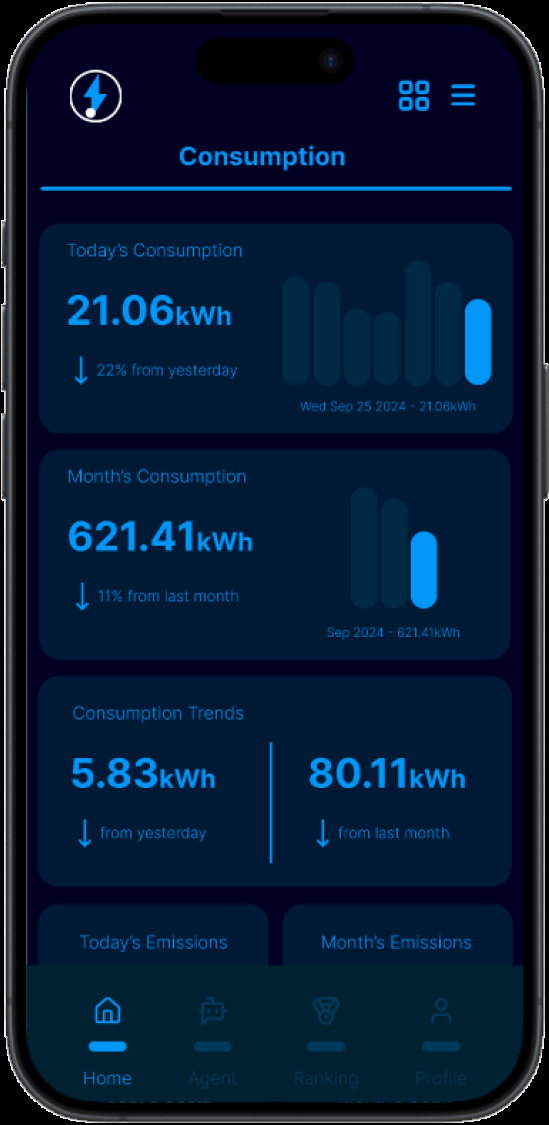 Consumption
Today's Consumption
21.06kWh
22% from yesterday
Wed Sep 25 2024 - 21.06kWh
Month's Consumption
621.41kWh
11% from last month
Sep 2024 - 621.41kWh
Consumption Trends
5.83kWh 80.11kWh
from yesterday from last month
Today's Emissions Month's Emissions
Home Agent Ranking Profile